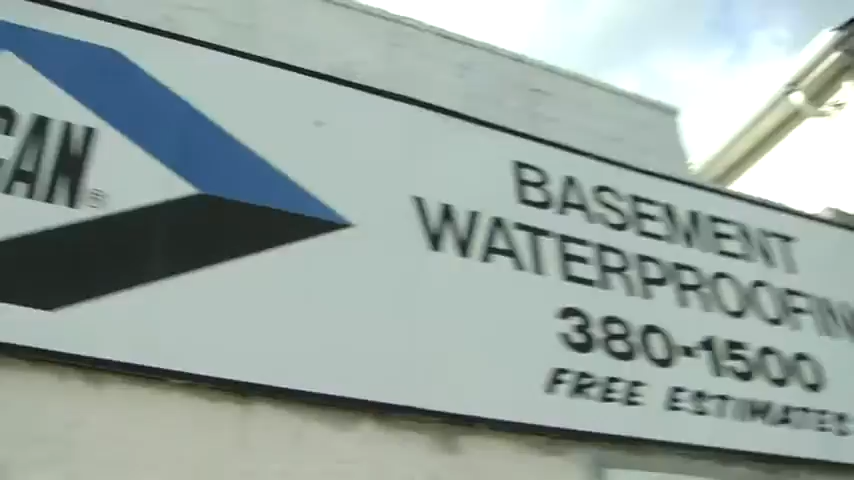 CAN®
BASEMENT
WATERPROOFIN
380-1500
FREE ESTIMATES